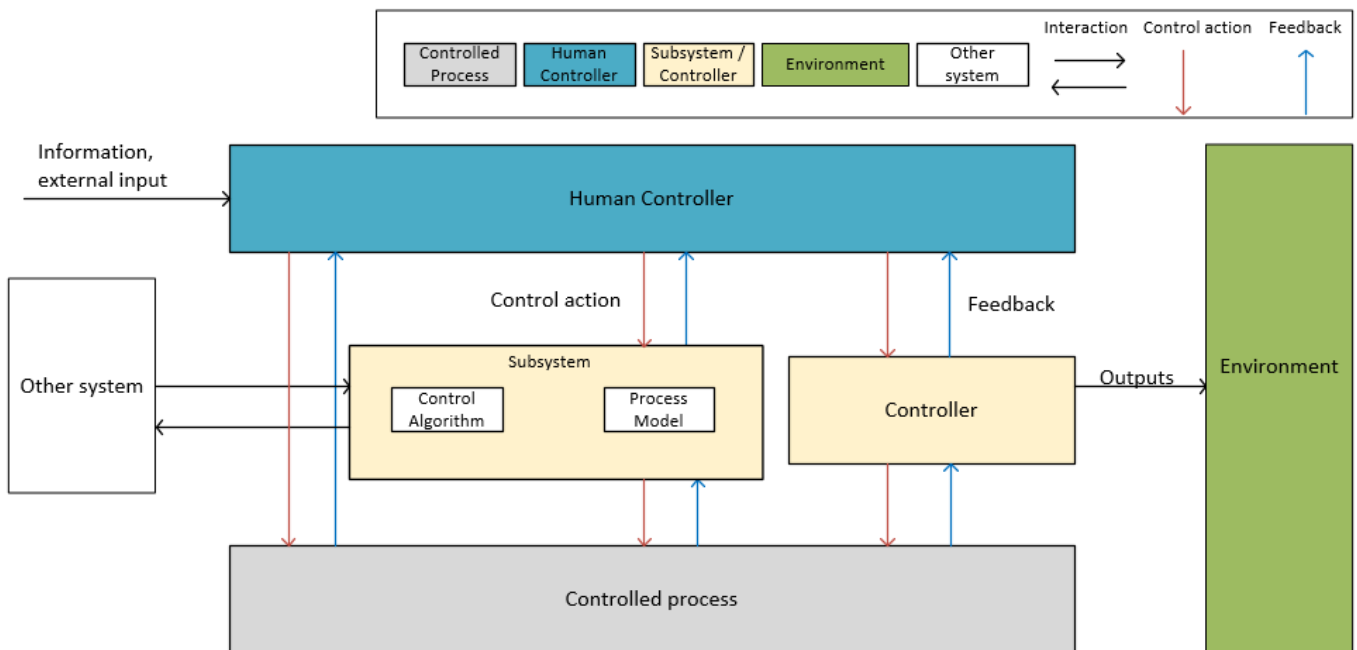 Interaction
Control action
Feedback
Controlled
Process
Human
Controller
Subsystem /
Controller
Environment
Other
system
Information,
external input
Human Controller
Control action
Feedback
Other system
Subsystem
Control
Algorithm
Process
Model
Controller
Outputs
Environment
Controlled process